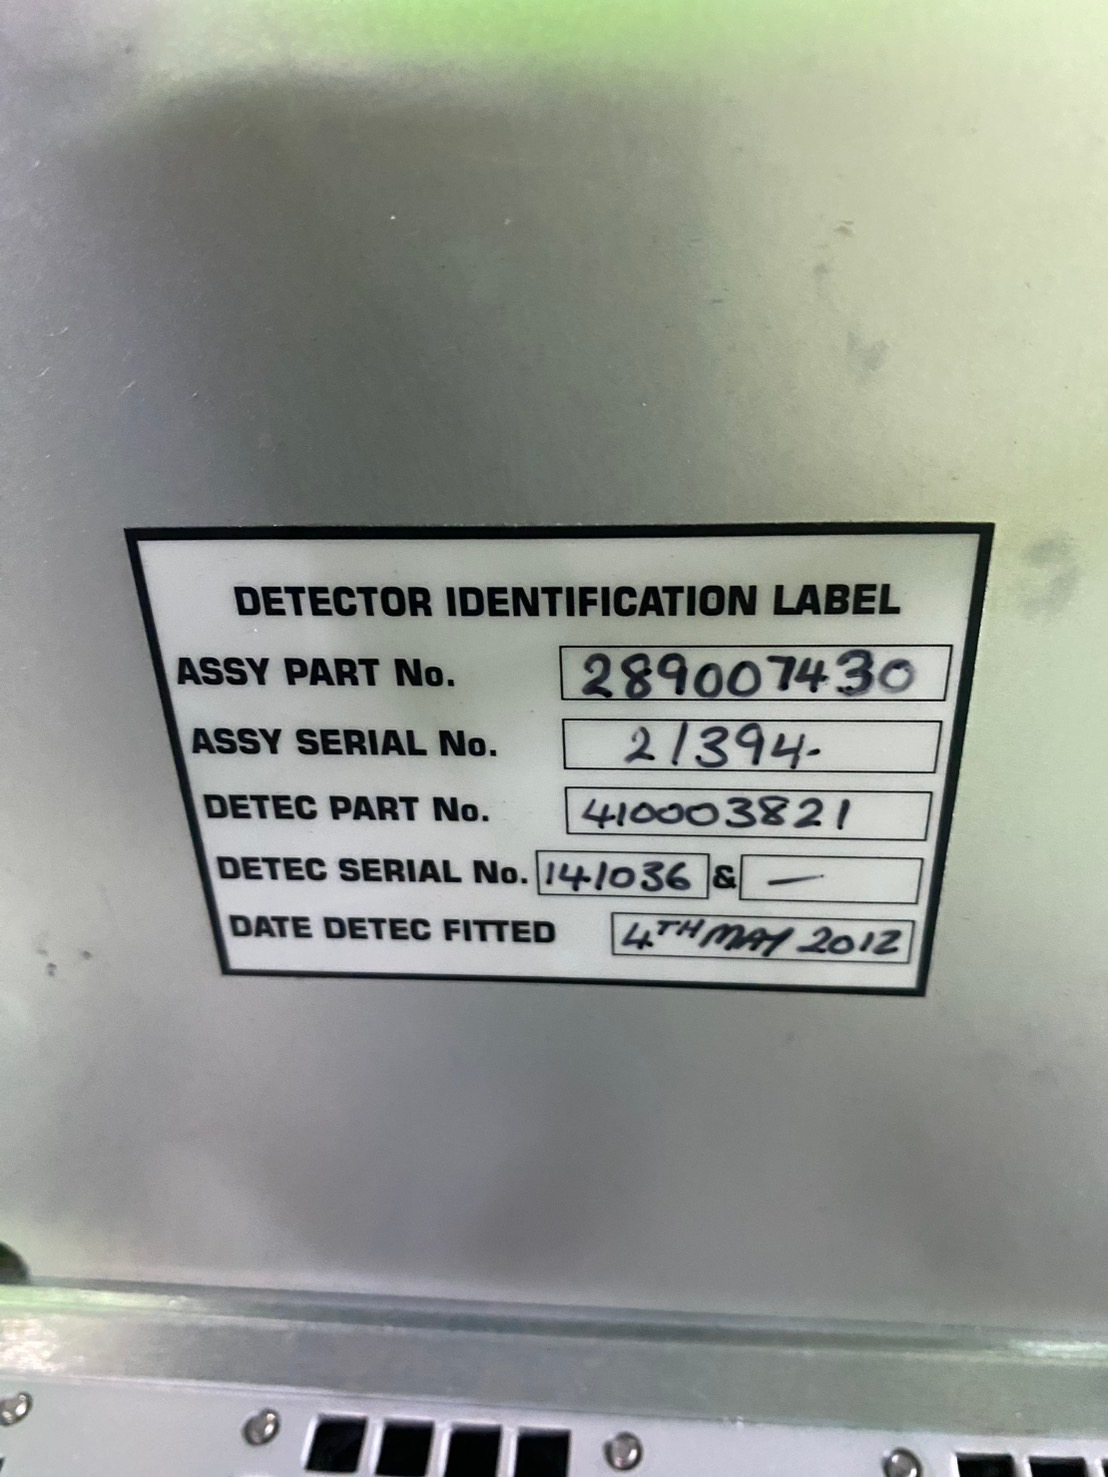 DETECTOR IDENTIFICATION LABEL
ASSY PART No. 289007430
ASSY SERIAL No. 21394
DETEC PART No. 410003821
DETEC SERIAL No. 141036 & —
DATE DETEC FITTED 4TH MAY 2012